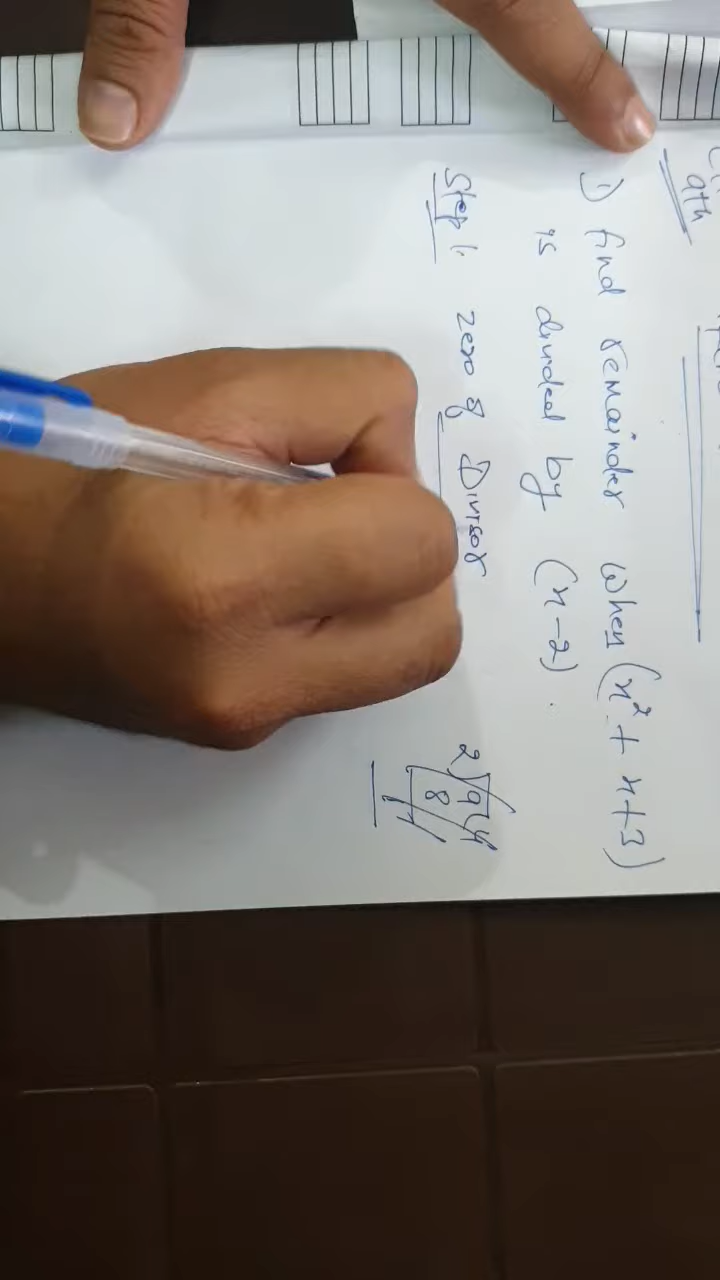 9th
1) find remainder when (x² + x + 3)
is divided by (x-2).
Step 1: zero of Divisor
2 9 4
8
1